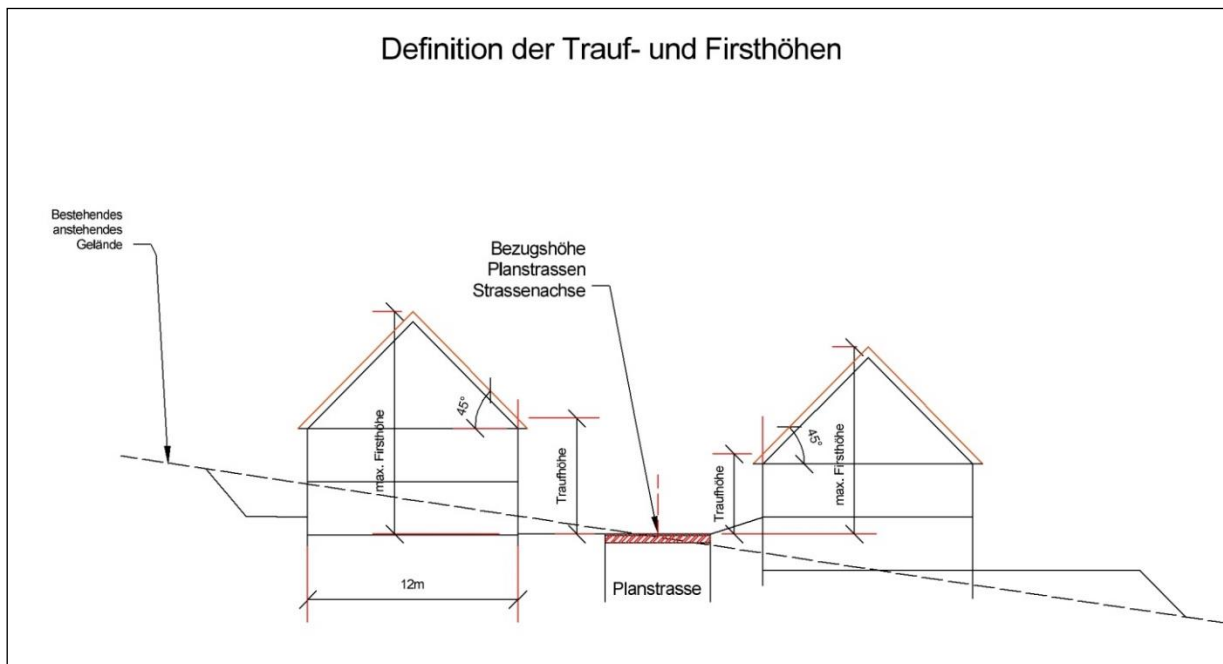 Definition der Trauf- und Firsthöhen
Bestehendes
anstehendes
Gelände
Bezugshöhe
Planstrassen
Strassenachse
max. Firsthöhe
45°
Traufhöhe
Traufhöhe
45°
max. Firsthöhe
12m
Planstrasse